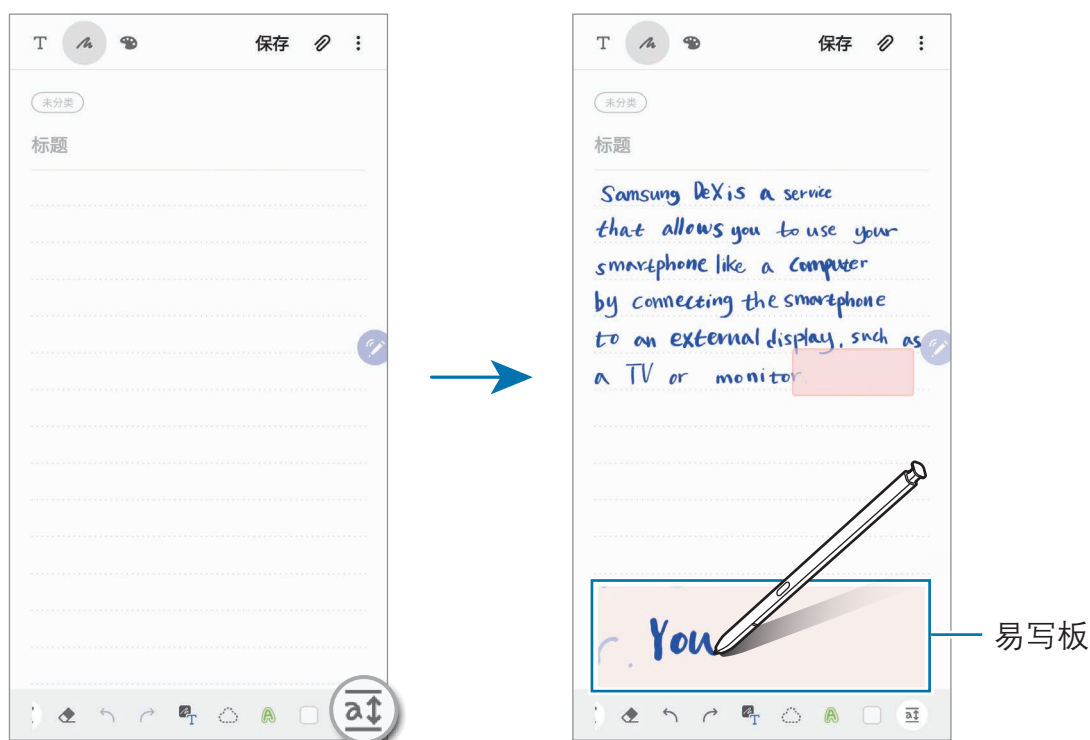 T 保存
未分类
标题
T
a
T 保存
未分类
标题
Samsung DeX is a service
that allows you to use your
smartphone like a computer
by connecting the smartphone
to an external display, such as
a TV or monitor.
r. You
易写板
T
a